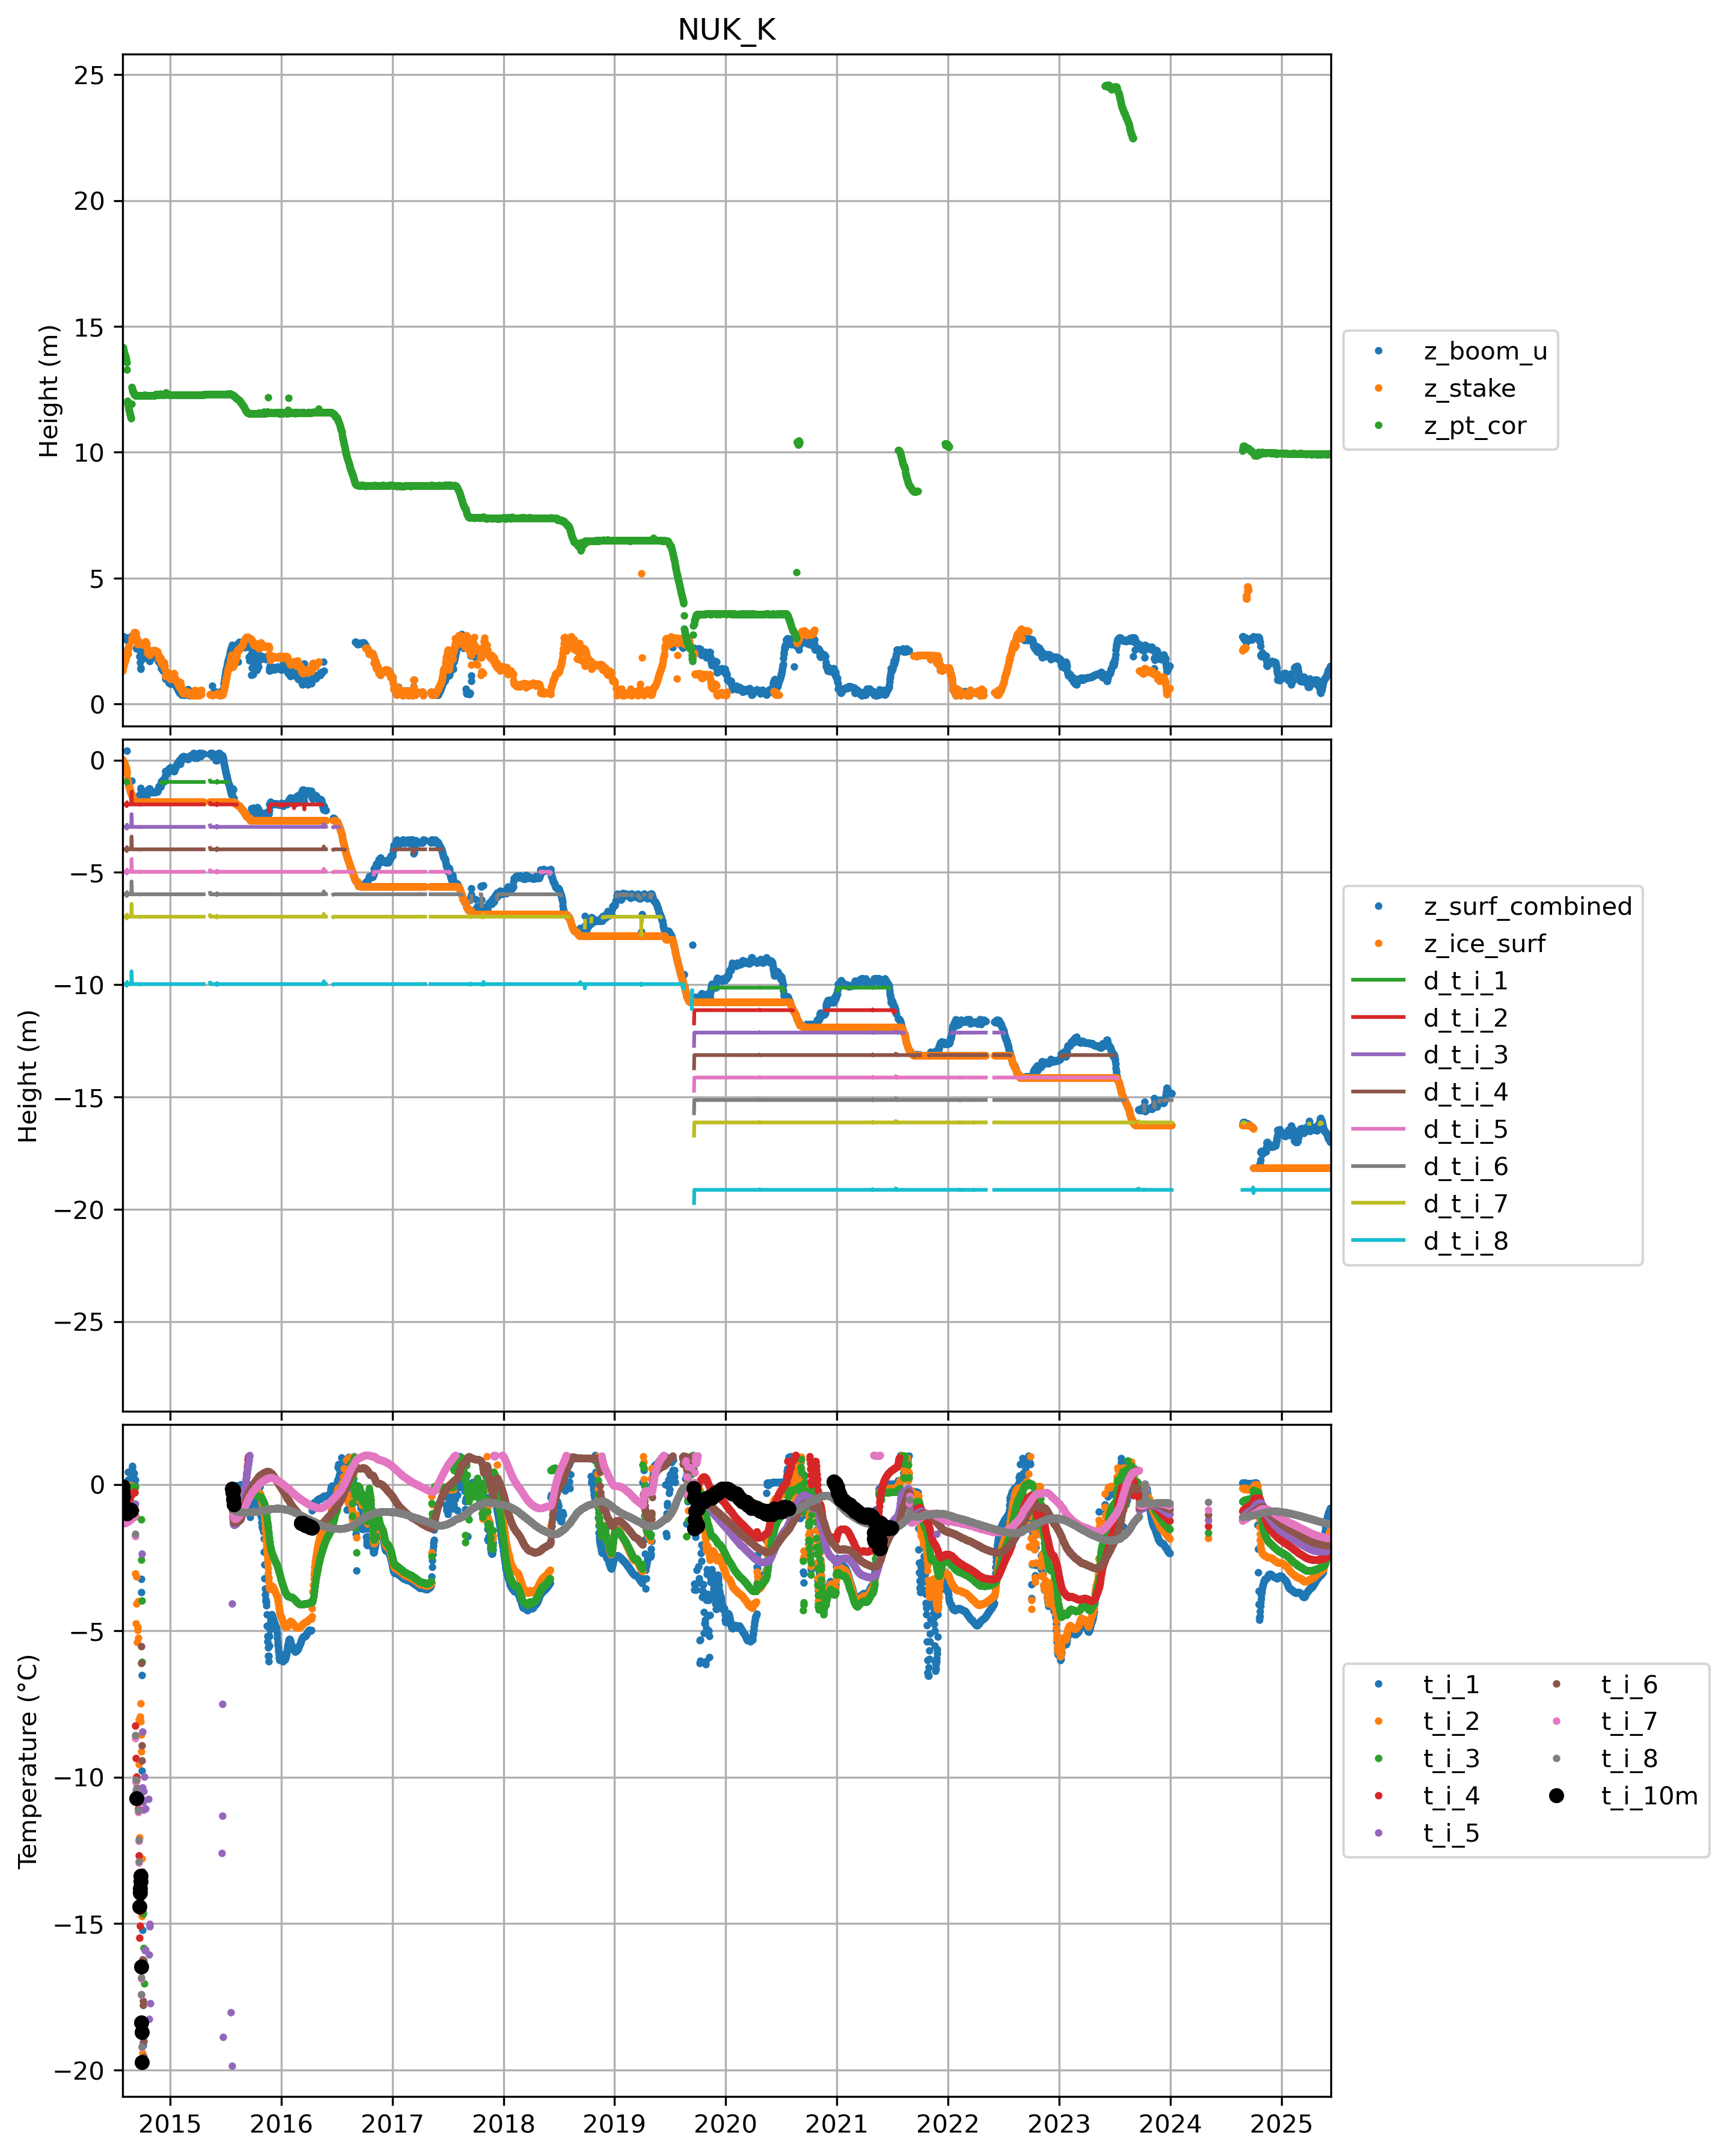 NUK_K
25
20
15
10
5
0
Height (m)
z_boom_u
z_stake
z_pt_cor
0
−5
−10
−15
−20
−25
Height (m)
z_surf_combined
z_ice_surf
d_t_i_1
d_t_i_2
d_t_i_3
d_t_i_4
d_t_i_5
d_t_i_6
d_t_i_7
d_t_i_8
0
−5
−10
−15
−20
Temperature (°C)
t_i_1
t_i_2
t_i_3
t_i_4
t_i_5
t_i_6
t_i_7
t_i_8
t_i_10m
2015 2016 2017 2018 2019 2020 2021 2022 2023 2024 2025